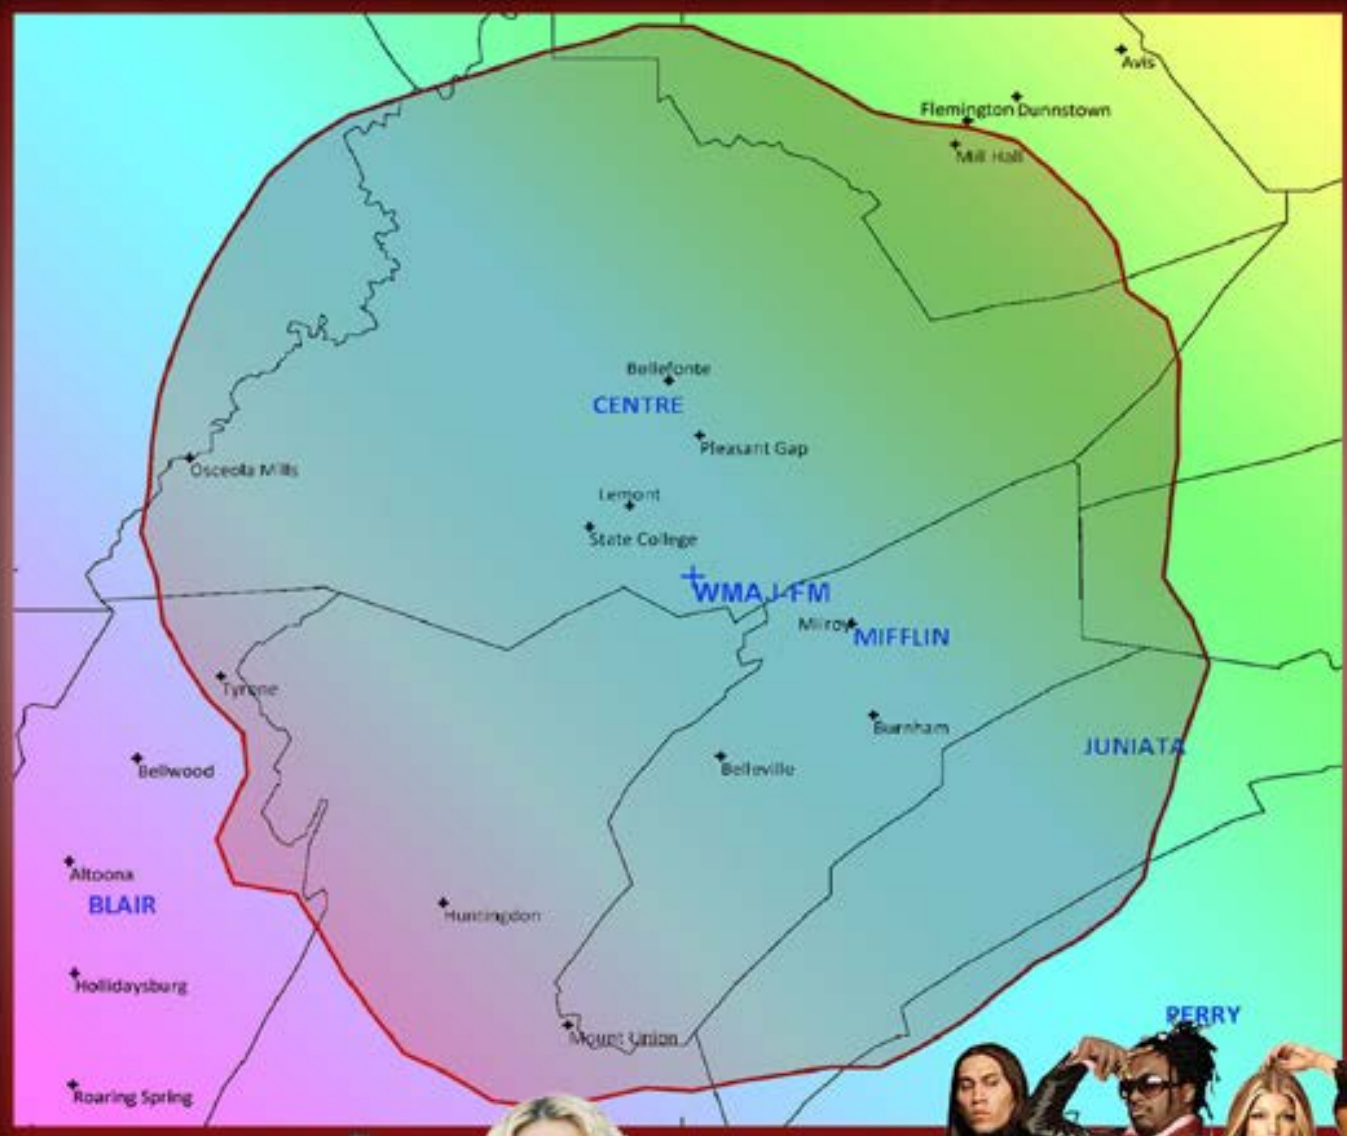 Avis
Flemington Dunnstown
Mill Hall
Bellefonte
CENTRE
Pleasant Gap
Osceola Mills
Lemont
State College
WMAJ-FM
Milroy
MIFFLIN
Tyrone
Burnham
JUNIATA
Bellwood
Belleville
Altoona
BLAIR
Huntingdon
Hollidaysburg
PERRY
Mount Union
Roaring Spring